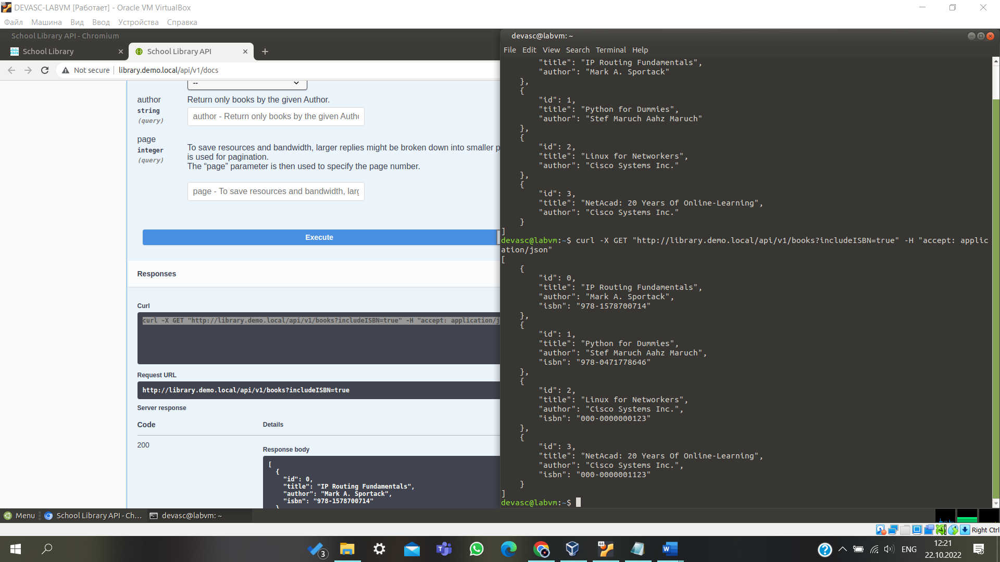 DEVASC-LABVM [Работает] - Oracle VM VirtualBox
Файл Машина Вид Ввод Устройства Справка
School Library API - Chromium
School Library
School Library API
Not secure
library.demo.local/api/v1/docs
--
author
string
(query)
Return only books by the given Author.
author - Return only books by the given Autho
page
integer
(query)
To save resources and bandwidth, larger replies might be broken down into smaller p
is used for pagination.
The “page” parameter is then used to specify the page number.
page - To save resources and bandwidth, larg
Execute
Responses
Curl
curl -X GET "http://library.demo.local/api/v1/books?includeISBN=true" -H "accept: application/j
Request URL
http://library.demo.local/api/v1/books?includeISBN=true
Server response
Code Details
200
Response body
[
{
"id": 0,
"title": "IP Routing Fundamentals",
"author": "Mark A. Sportack",
"isbn": "978-1578700714"
}
devasc@labvm: ~
File Edit View Search Terminal Help
"title": "IP Routing Fundamentals",
"author": "Mark A. Sportack"
},
{
"id": 1,
"title": "Python for Dummies",
"author": "Stef Maruch Aahz Maruch"
},
{
"id": 2,
"title": "Linux for Networkers",
"author": "Cisco Systems Inc."
},
{
"id": 3,
"title": "NetAcad: 20 Years Of Online-Learning",
"author": "Cisco Systems Inc."
}
]
devasc@labvm:~$ curl -X GET "http://library.demo.local/api/v1/books?includeISBN=true" -H "accept: applic
ation/json"
[
{
"id": 0,
"title": "IP Routing Fundamentals",
"author": "Mark A. Sportack",
"isbn": "978-1578700714"
},
{
"id": 1,
"title": "Python for Dummies",
"author": "Stef Maruch Aahz Maruch",
"isbn": "978-0471778646"
},
{
"id": 2,
"title": "Linux for Networkers",
"author": "Cisco Systems Inc.",
"isbn": "000-0000000123"
},
{
"id": 3,
"title": "NetAcad: 20 Years Of Online-Learning",
"author": "Cisco Systems Inc.",
"isbn": "000-0000001123"
}
]
devasc@labvm:~$
Menu
School Library API - Ch...
devasc@labvm: ~
Right Ctrl
3
64
ENG
12:21
22.10.2022